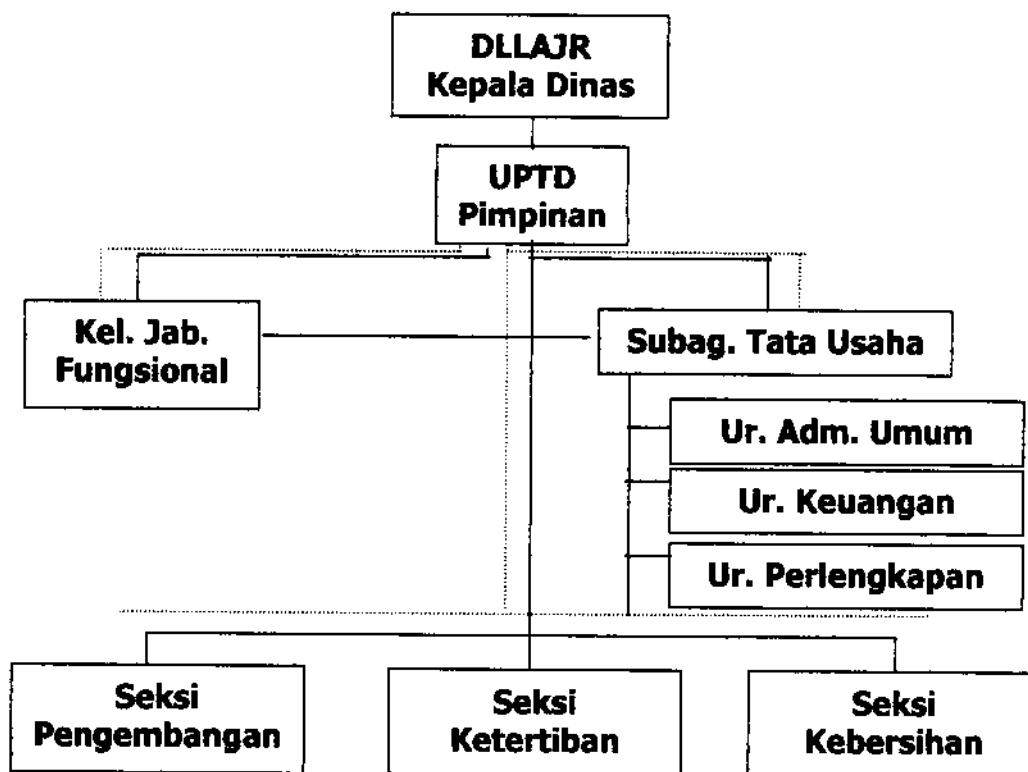 DLLAJR
Kepala Dinas
UPTD
Pimpinan
Kel. Jab.
Fungsional
Subag. Tata Usaha
Ur. Adm. Umum
Ur. Keuangan
Ur. Perlengkapan
Seksi
Pengembangan
Seksi
Ketertiban
Seksi
Kebersihan